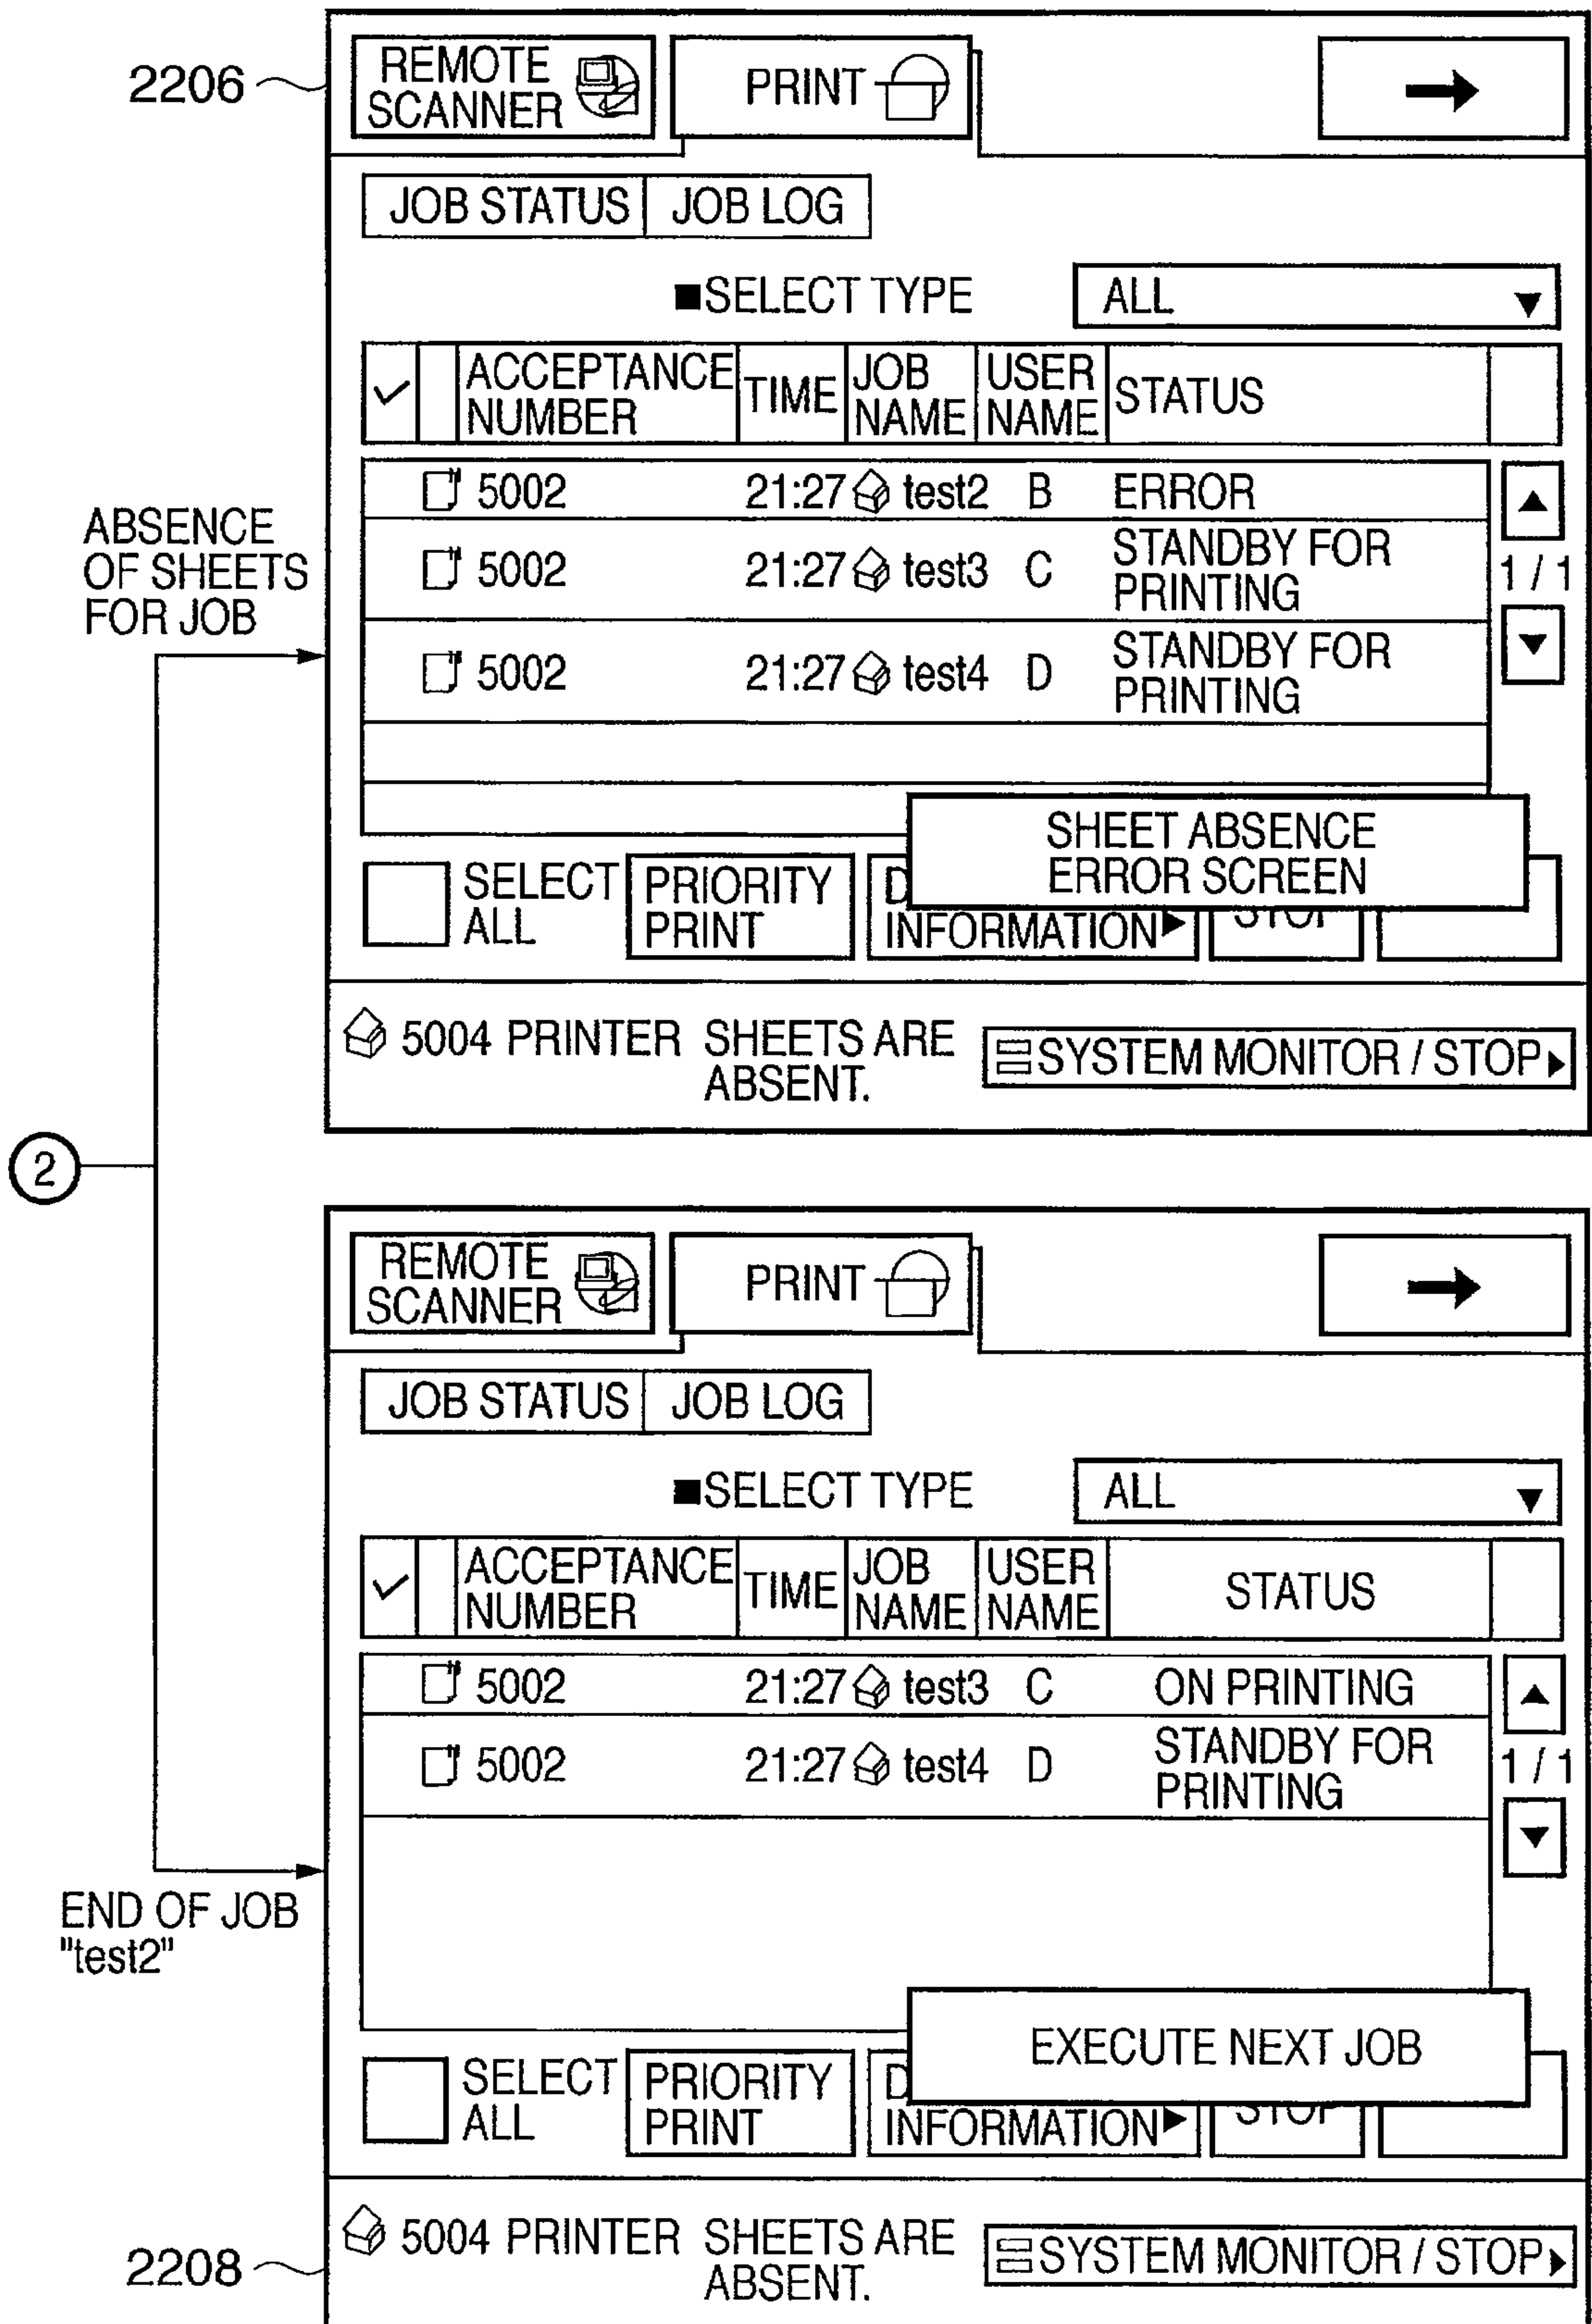 2206
REMOTE
SCANNER
PRINT
→
JOB STATUS
JOB LOG
■SELECT TYPE
ALL ▼
✓
ACCEPTANCE
NUMBER
TIME
JOB
NAME
USER
NAME
STATUS
5002 21:27 test2 B ERROR
5002 21:27 test3 C STANDBY FOR
PRINTING
5002 21:27 test4 D STANDBY FOR
PRINTING
▲
1 / 1
▼
ABSENCE
OF SHEETS
FOR JOB
SHEET ABSENCE
ERROR SCREEN
SELECT
ALL
PRIORITY
PRINT
D
INFORMATION▶
STOP
5004 PRINTER SHEETS ARE
ABSENT.
SYSTEM MONITOR / STOP▶
2
REMOTE
SCANNER
PRINT
→
JOB STATUS
JOB LOG
■SELECT TYPE
ALL ▼
✓
ACCEPTANCE
NUMBER
TIME
JOB
NAME
USER
NAME
STATUS
5002 21:27 test3 C ON PRINTING
5002 21:27 test4 D STANDBY FOR
PRINTING
▲
1 / 1
▼
END OF JOB
"test2"
EXECUTE NEXT JOB
SELECT
ALL
PRIORITY
PRINT
D
INFORMATION▶
STOP
5004 PRINTER SHEETS ARE
ABSENT.
SYSTEM MONITOR / STOP▶
2208